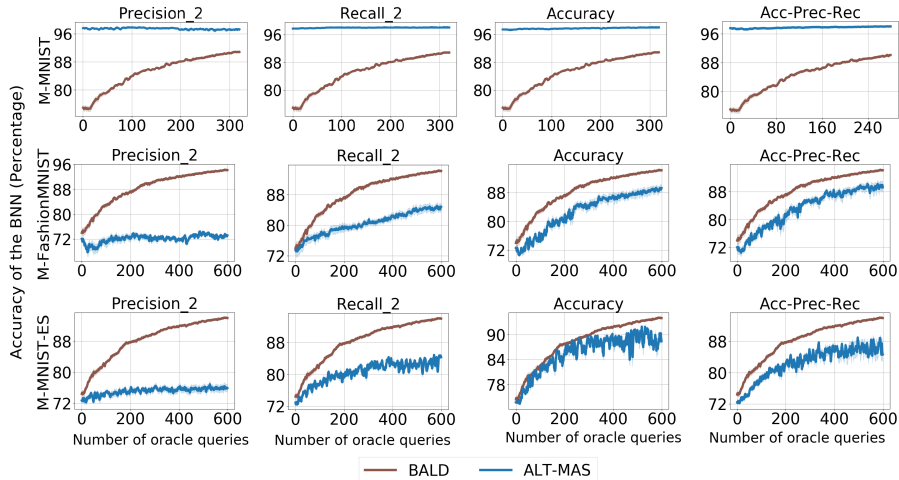 Accuracy of the BNN (Percentage)
Precision_2 Recall_2 Accuracy Acc-Prec-Rec
M-MNIST
96 88 80
0 100 200 300
96 88 80
0 100 200 300
96 88 80
0 100 200 300
96 88 80
0 80 160 240
Precision_2 Recall_2 Accuracy Acc-Prec-Rec
M-FashionMNIST
96 88 80 72
0 200 400 600
88 80 72
0 200 400 600
88 80 72
0 200 400 600
88 80 72
0 200 400 600
Precision_2 Recall_2 Accuracy Acc-Prec-Rec
M-MNIST-ES
88 80 72
0 200 400 600
88 80 72
0 200 400 600
90 84 78
0 200 400 600
88 80 72
0 200 400 600
Number of oracle queries Number of oracle queries Number of oracle queries Number of oracle queries
BALD ALT-MAS